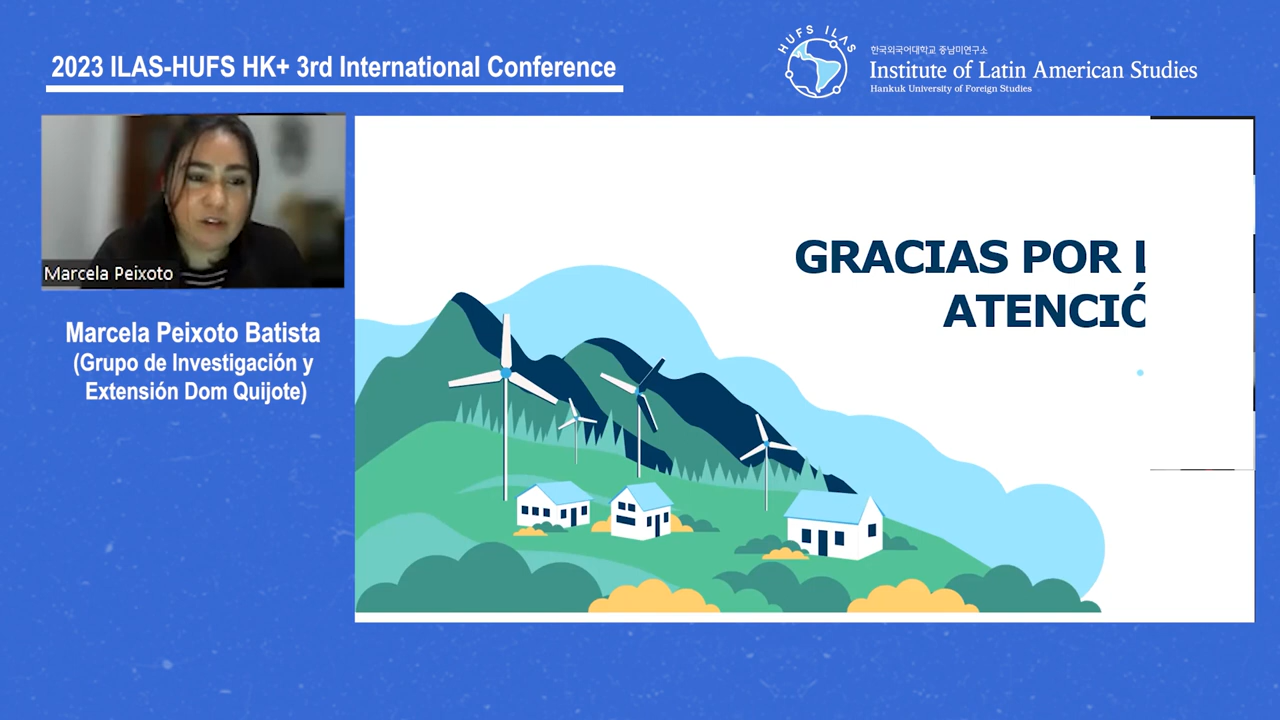 2023 ILAS-HUFS HK+ 3rd International Conference
HUFS ILAS
한국외국어대학교 중남미연구소
Institute of Latin American Studies
Hankuk University of Foreign Studies
Marcela Peixoto
Marcela Peixoto Batista
(Grupo de Investigación y
Extensión Dom Quijote)
GRACIAS POR
ATENCIÓ